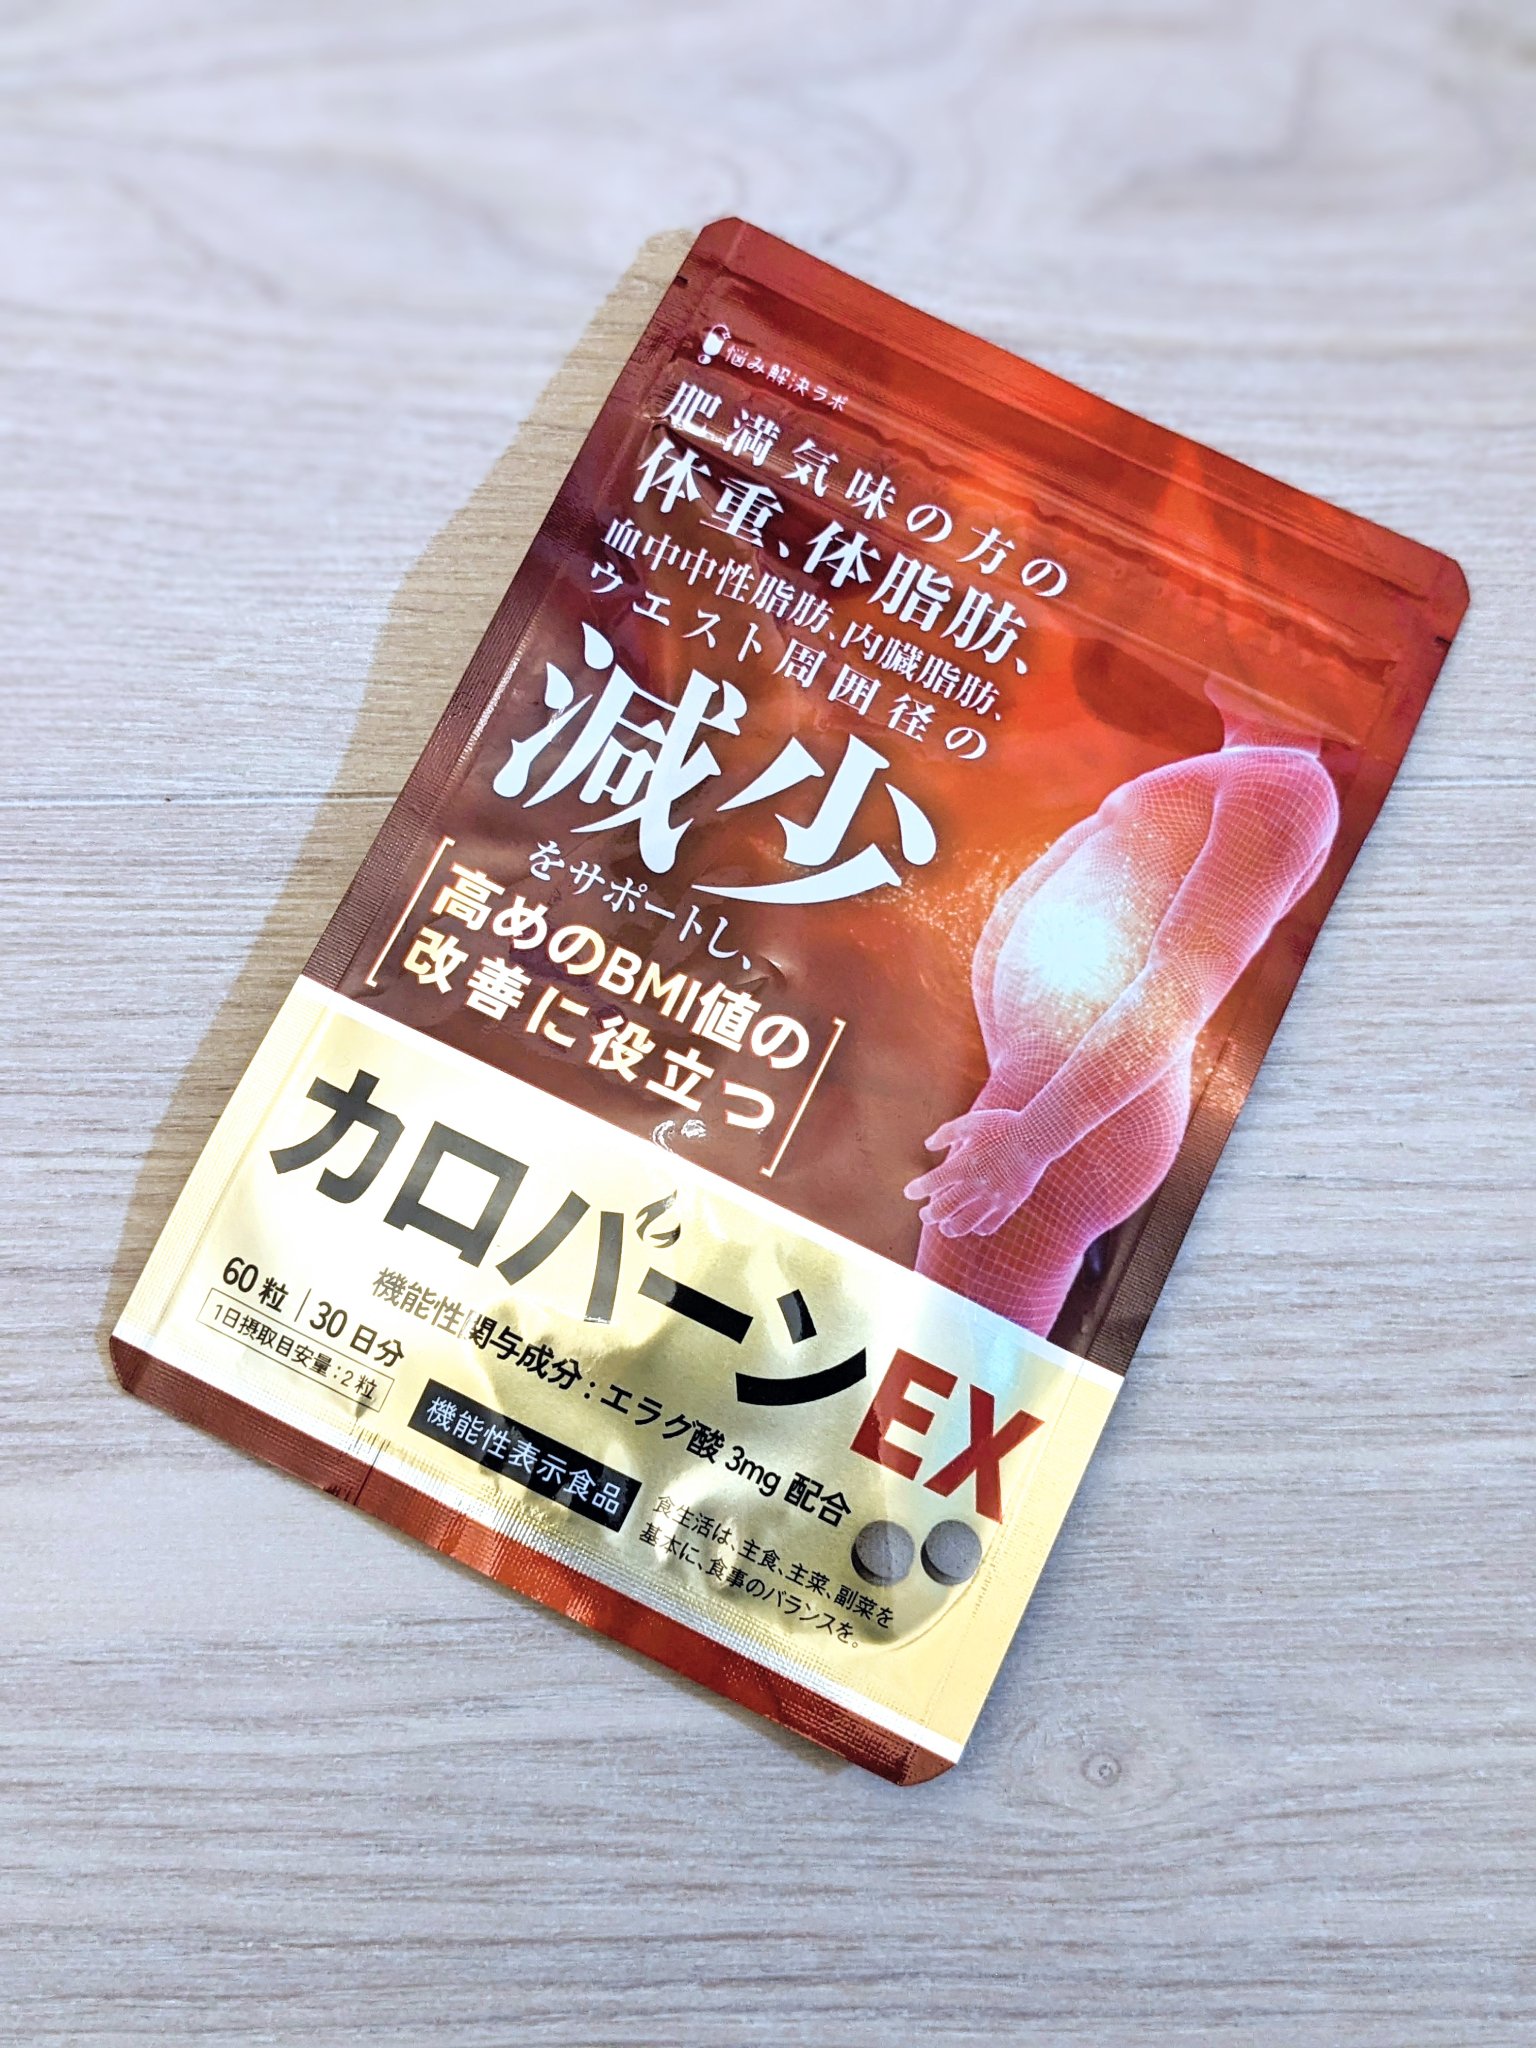 悩み解決ラボ
肥満気味の方の
体重、体脂肪、
血中中性脂肪、内臓脂肪、
ウエスト周囲径の
減少
をサポートし、
高めのBMI値の
改善に役立つ
カロバーンEX
60粒 | 30日分
1日摂取目安量:2粒
機能性関与成分:エラグ酸 3mg 配合
機能性表示食品
食生活は、主食、主菜、副菜を
基本に、食事のバランスを。